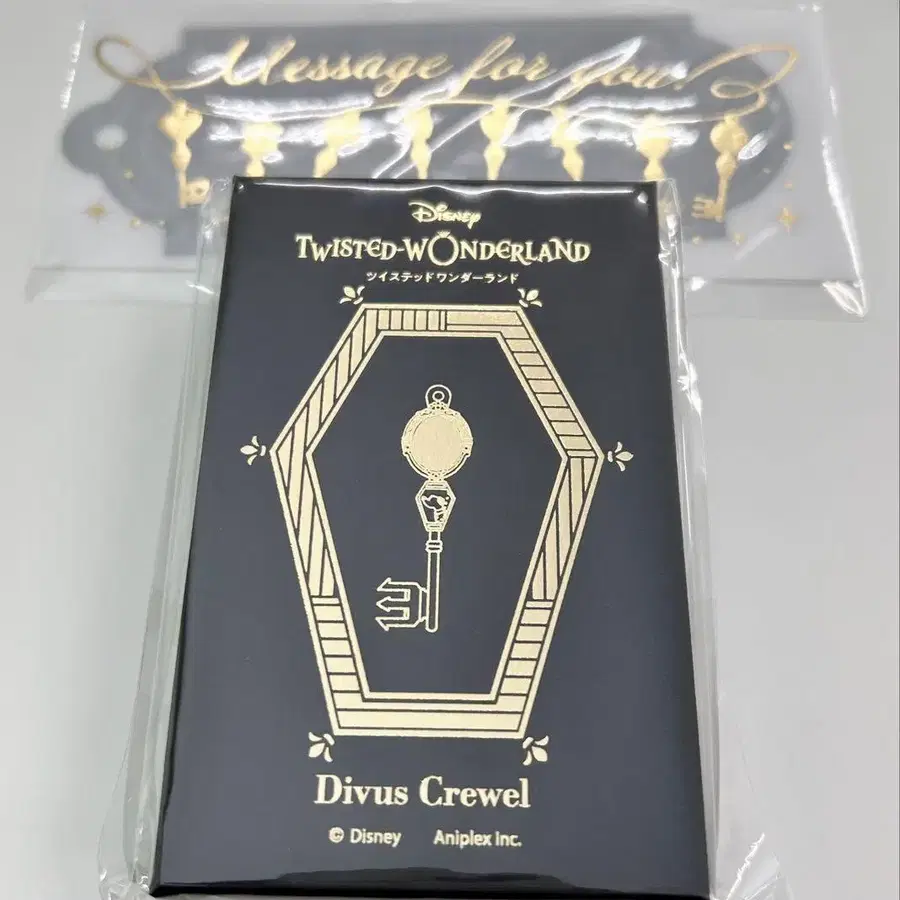 Message for you!
Disney
TWISTED-WONDERLAND
ツイステッドワンダーランド
Divus Crewel
© Disney Aniplex Inc.